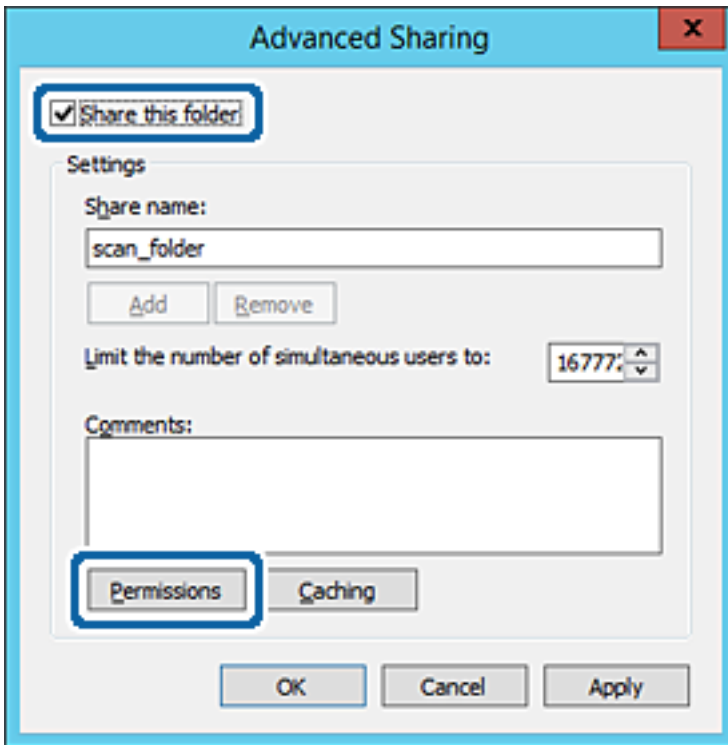 Advanced Sharing
x
Share this folder
Settings
Share name:
scan_folder
Add Remove
Limit the number of simultaneous users to: 16777
Comments:
Permissions Caching
OK Cancel Apply